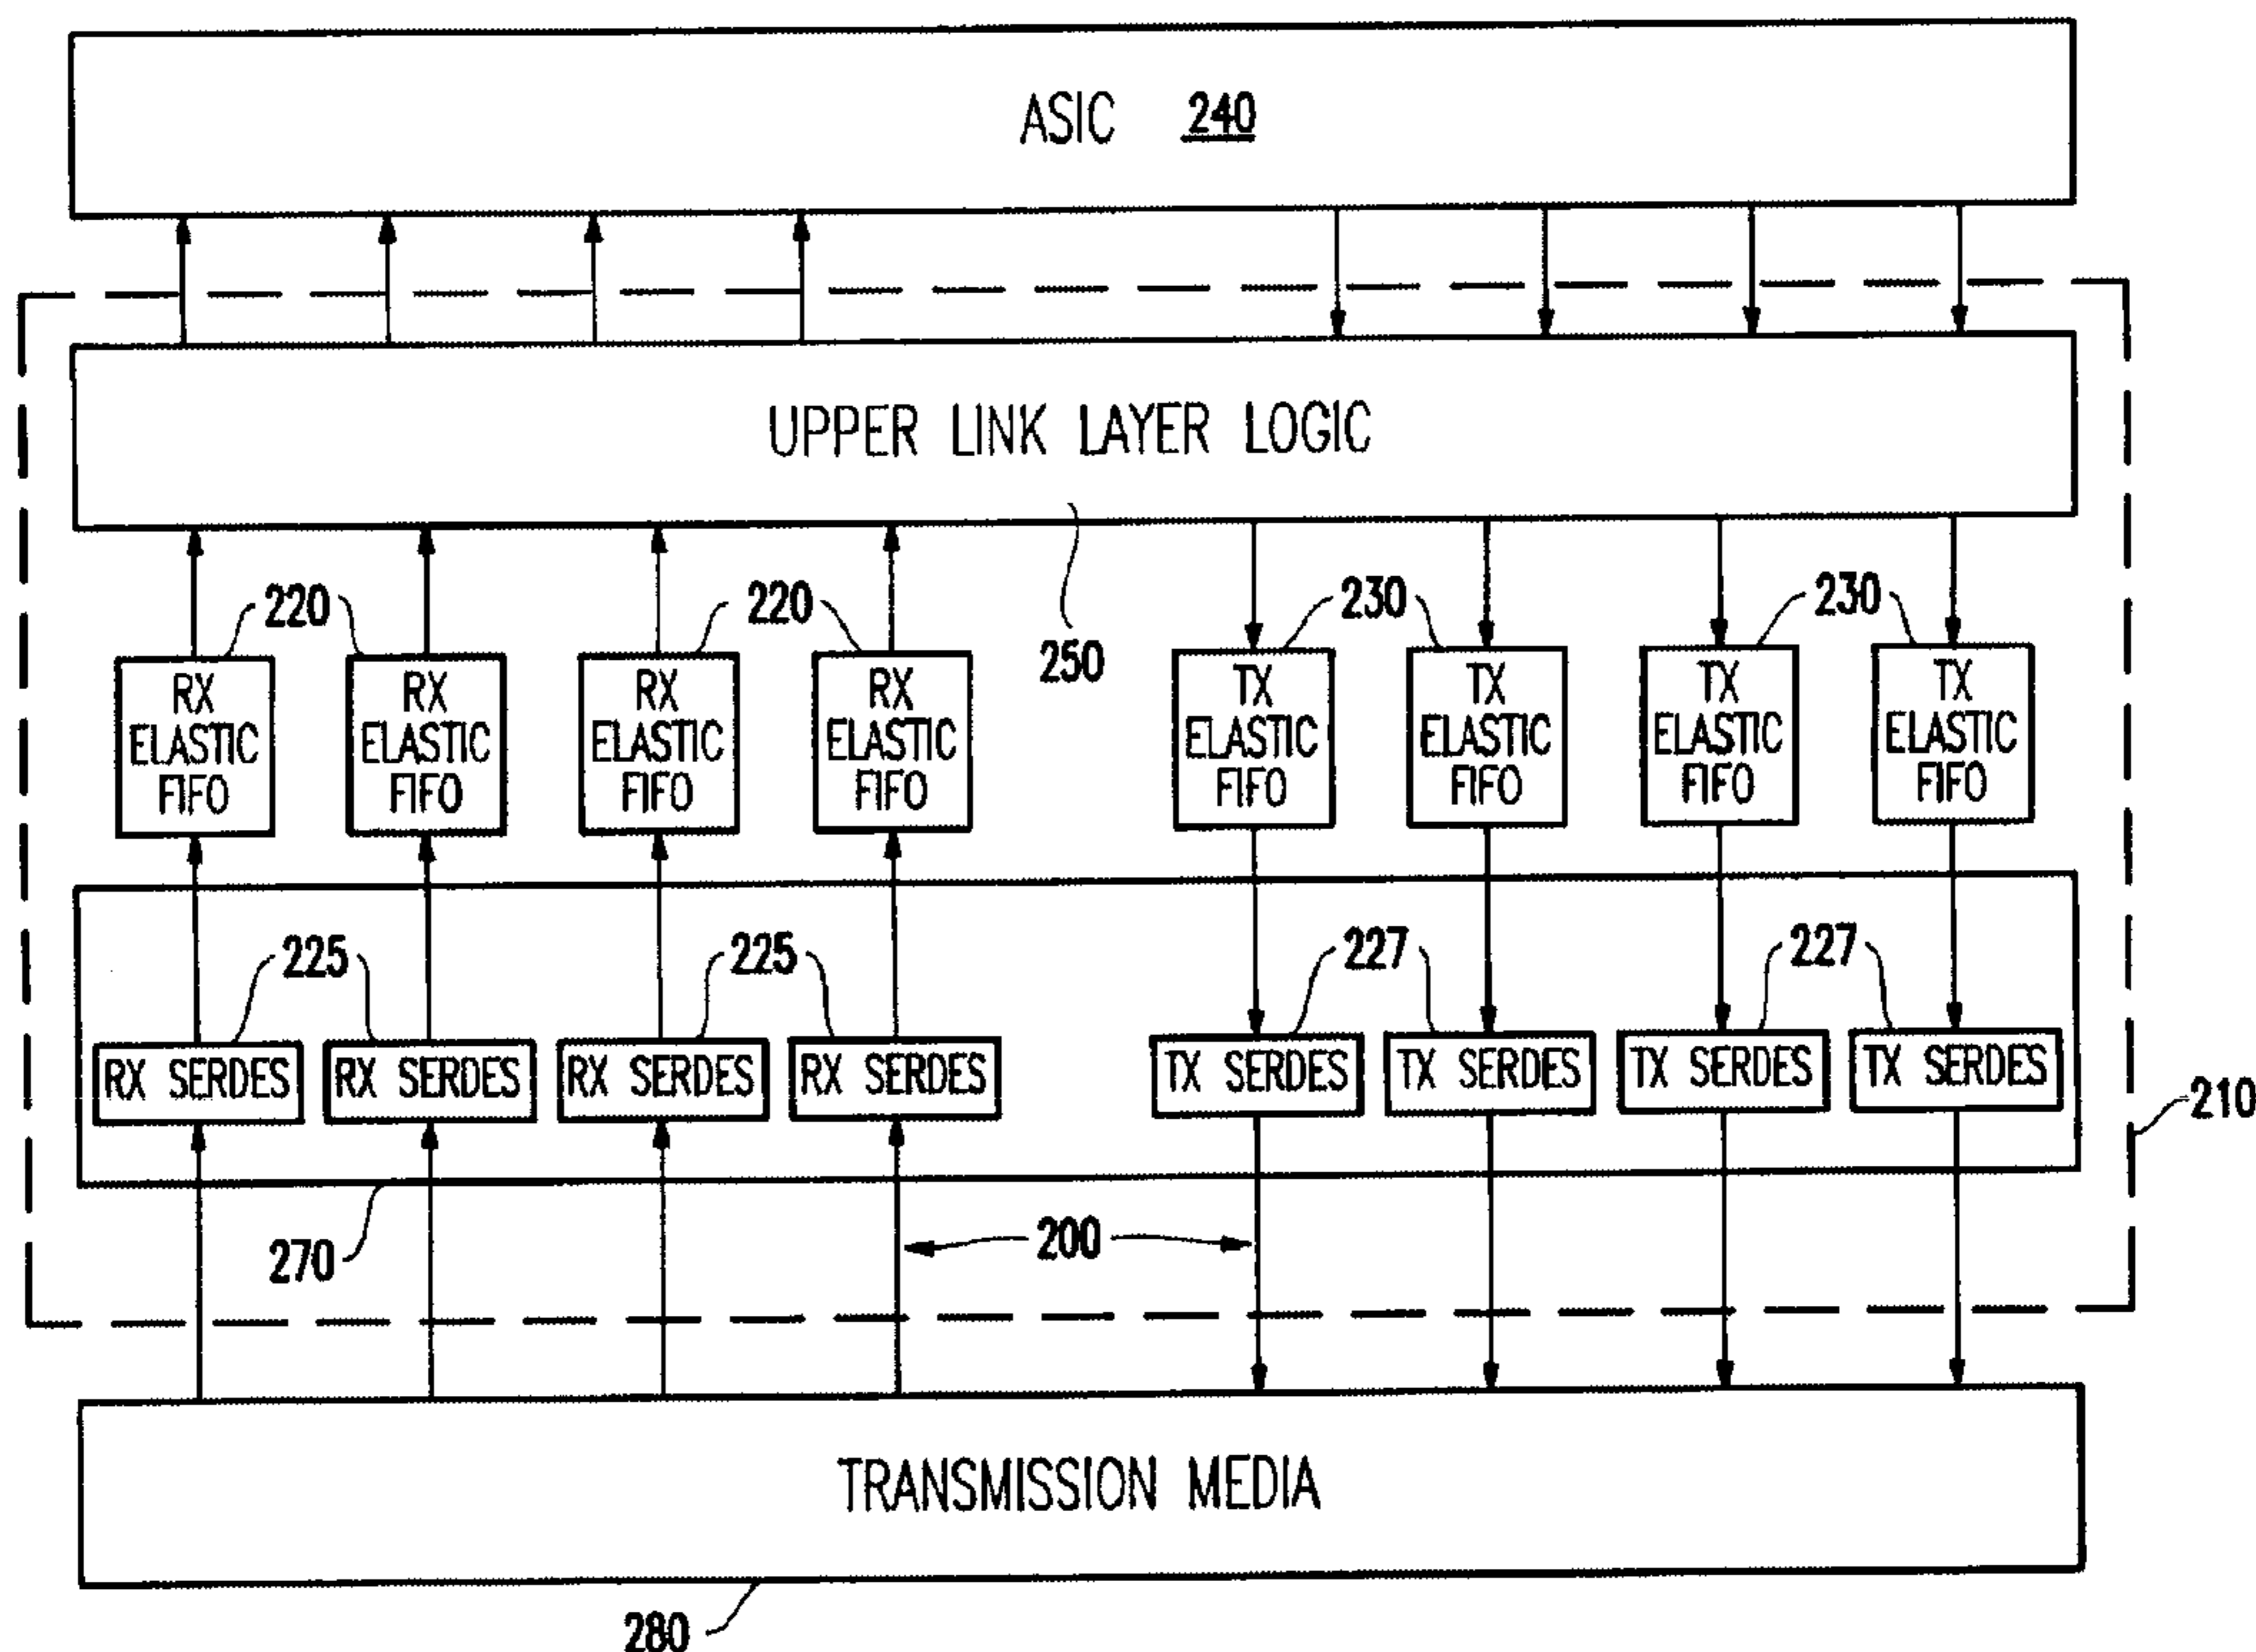 ASIC 240
UPPER LINK LAYER LOGIC
250
220
220
230
230
RX
ELASTIC
FIFO
RX
ELASTIC
FIFO
RX
ELASTIC
FIFO
RX
ELASTIC
FIFO
TX
ELASTIC
FIFO
TX
ELASTIC
FIFO
TX
ELASTIC
FIFO
TX
ELASTIC
FIFO
225
225
227
227
RX SERDES
RX SERDES
RX SERDES
RX SERDES
TX SERDES
TX SERDES
TX SERDES
TX SERDES
210
270
200
TRANSMISSION MEDIA
280